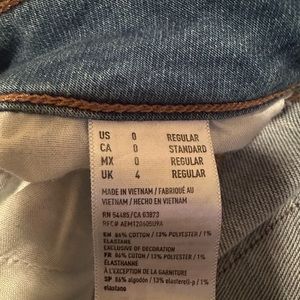 US 0 REGULAR
CA 0 STANDARD
MX 0 REGULAR
UK 4 REGULAR
MADE IN VIETNAM / FABRIQUÉ AU
VIETNAM / HECHO EN VIETNAM
RN 54485/CA 63873
EN 86% COTTON / 13% POLYESTER / 1%
ELASTANE
EXCLUSIVE OF DECORATION
FR 86% COTON / 13% POLYESTER / 1%
ÉLASTHANNE
À L'EXCEPTION DE LA GARNITURE
SP 86% algodón / 13% / 1%
elastano